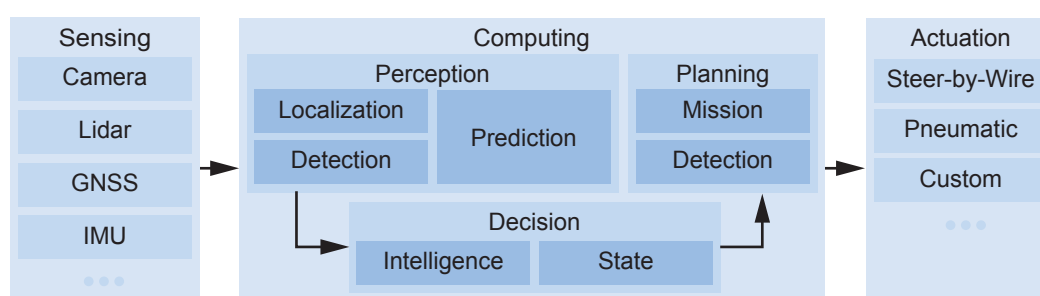 Sensing
Camera
Lidar
GNSS
IMU
Computing
Perception
Localization
Detection
Prediction
Planning
Mission
Detection
Decision
Intelligence
State
Actuation
Steer-by-Wire
Pneumatic
Custom